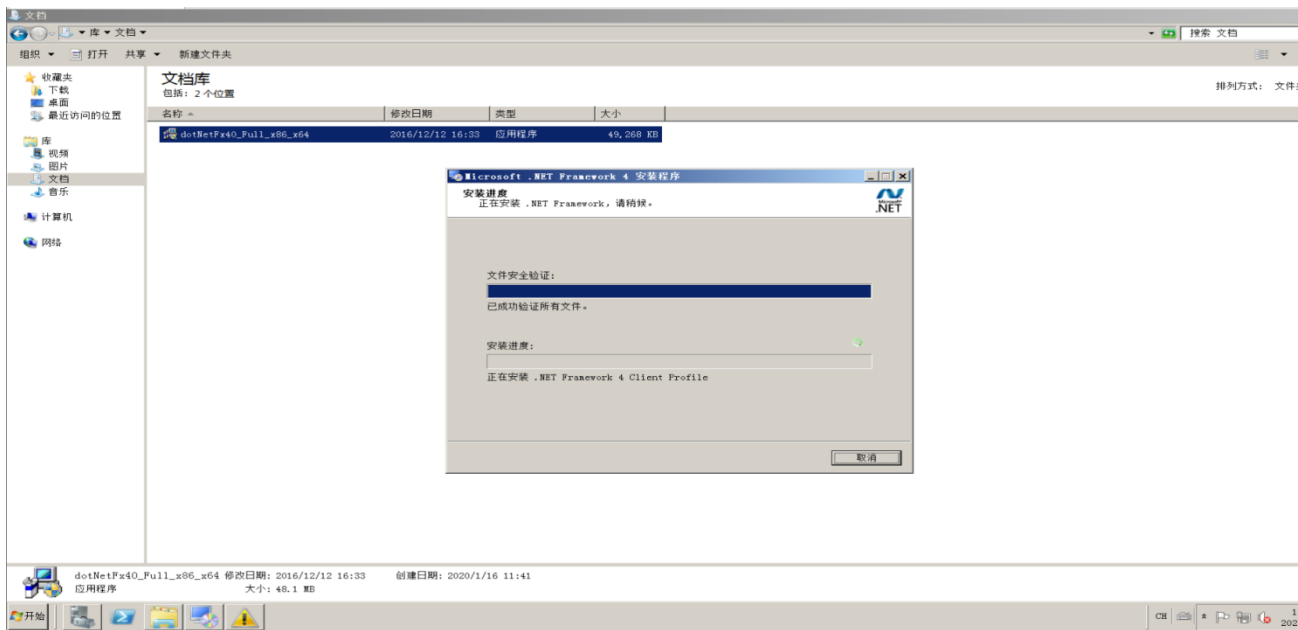 文档
库 文档
搜索 文档
组织 打开 共享 新建文件夹
收藏夹
下载
桌面
最近访问的位置
库
视频
图片
文档
音乐
计算机
网络
文档库
包括: 2 个位置
排列方式: 文件
名称 修改日期 类型 大小
dotNetFx40_Full_x86_x64 2016/12/12 16:33 应用程序 49,268 KB
Microsoft .NET Framework 4 安装程序
安装进度
正在安装 .NET Framework, 请稍候。
Microsoft
.NET
文件安全验证:
已成功验证所有文件。
安装进度:
正在安装 .NET Framework 4 Client Profile
取消
dotNetFx40_Full_x86_x64 修改日期: 2016/12/12 16:33 创建日期: 2020/1/16 11:41
应用程序 大小: 48.1 MB
开始
CH
1
202